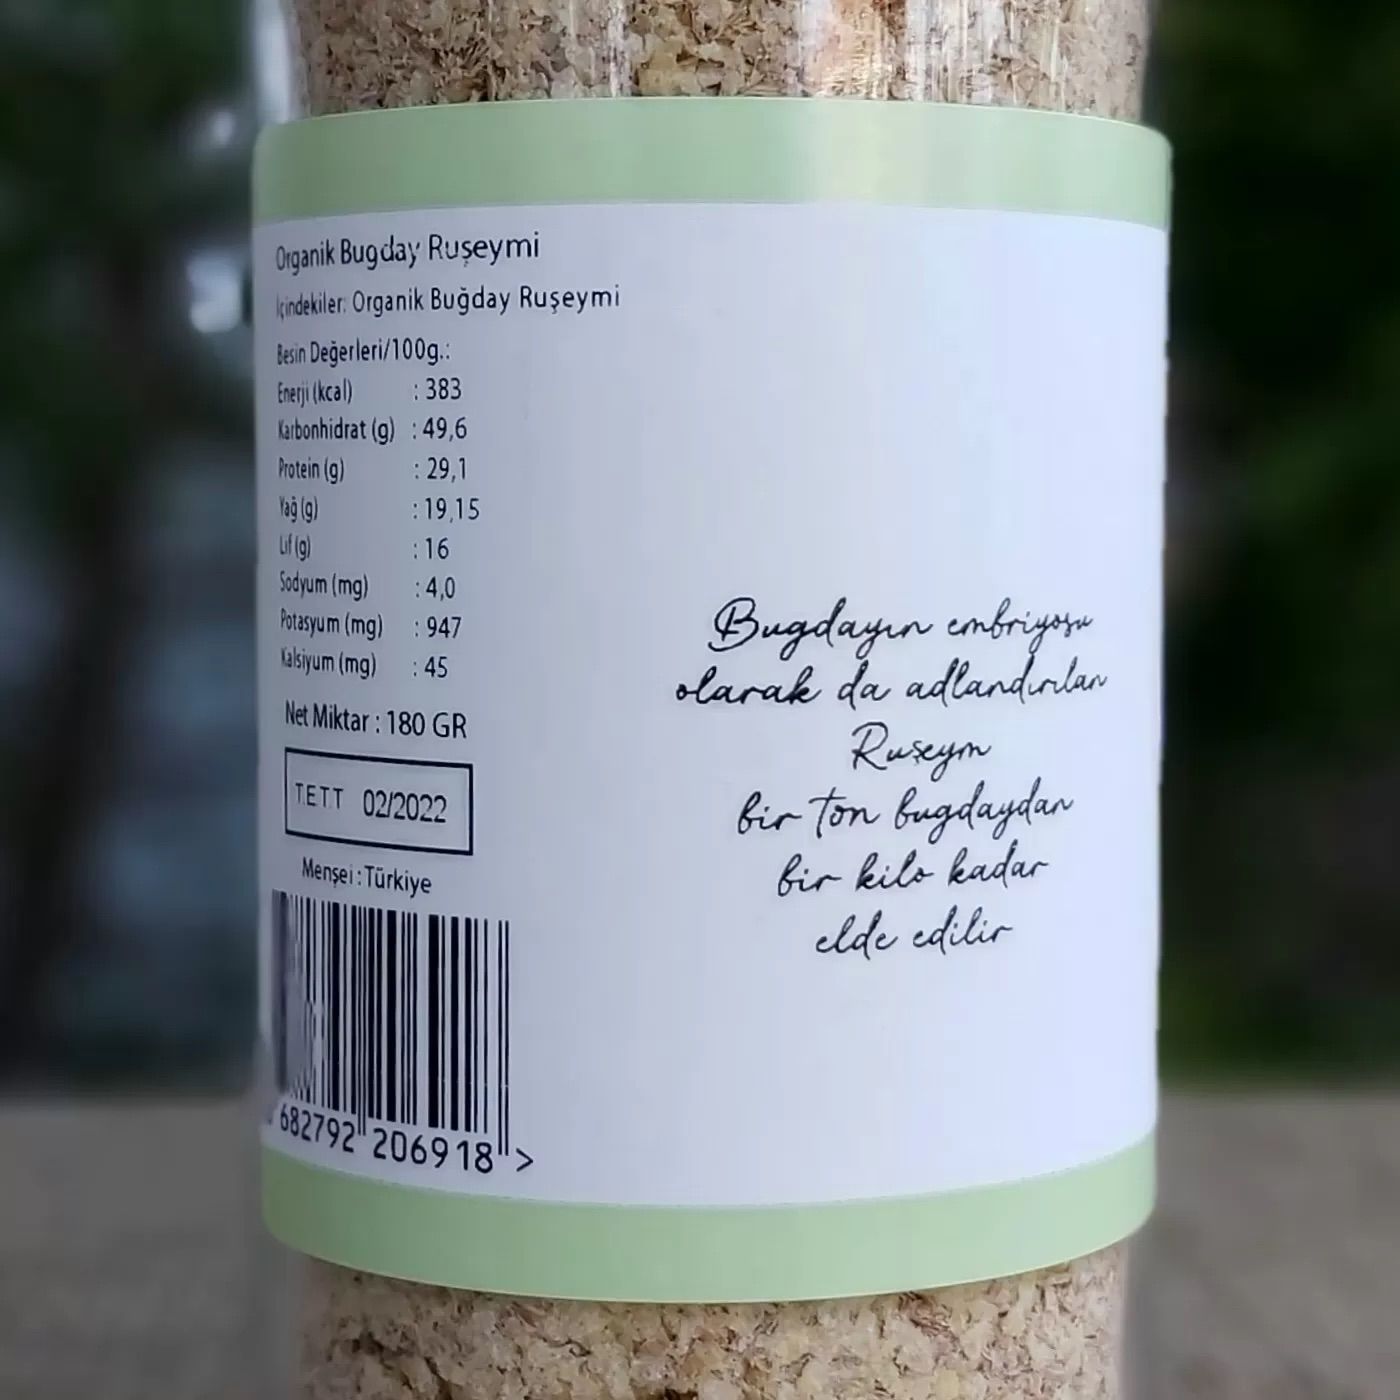 Organik Bugday Ruşeymi
İçindekiler: Organik Buğday Ruşeymi
Besin Değerleri/100g.:
Enerji (kcal) : 383
Karbonhidrat (g) : 49,6
Protein (g) : 29,1
Yağ (g) : 19,15
Lif (g) : 16
Sodyum (mg) : 4,0
Potasyum (mg) : 947
Kalsiyum (mg) : 45
Net Miktar : 180 GR
T.E.T.T 02/2022
Menşei : Türkiye
682792 206918 >
Bugdayın embriyosu
olarak da adlandırılan
Ruşeym
bir ton bugdaydan
bir kilo kadar
elde edilir